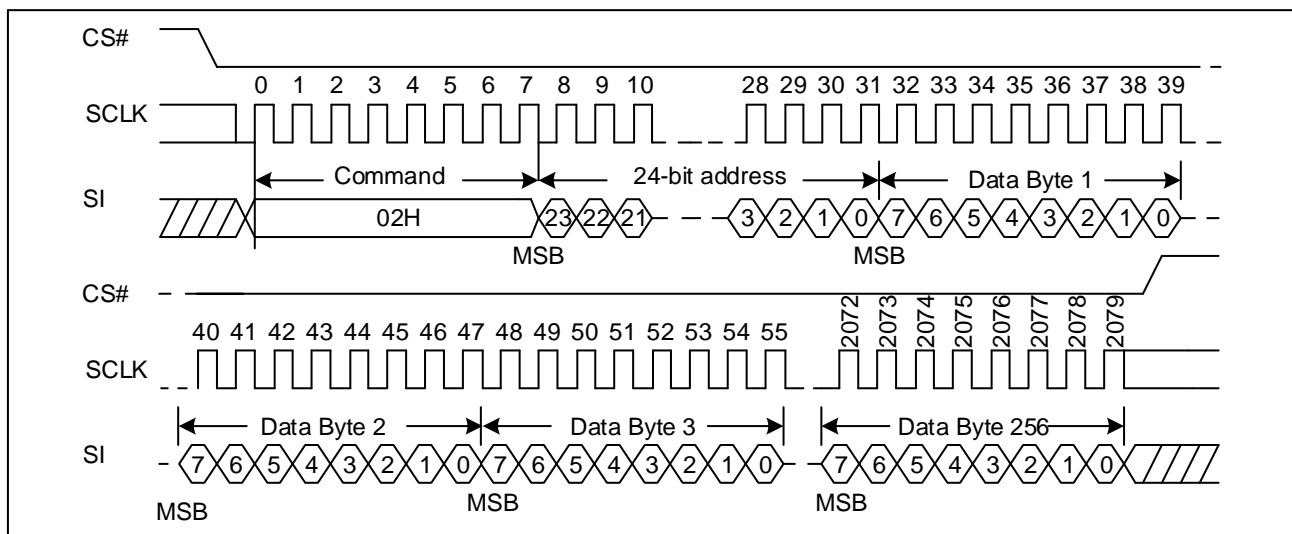 CS#
0 1 2 3 4 5 6 7 8 9 10 28 29 30 31 32 33 34 35 36 37 38 39
SCLK
Command 24-bit address Data Byte 1
SI
02H 23 22 21 3 2 1 0 7 6 5 4 3 2 1 0
MSB MSB
CS#
40 41 42 43 44 45 46 47 48 49 50 51 52 53 54 55 2072 2073 2074 2075 2076 2077 2078 2079
SCLK
Data Byte 2 Data Byte 3 Data Byte 256
SI
7 6 5 4 3 2 1 0 7 6 5 4 3 2 1 0 7 6 5 4 3 2 1 0
MSB MSB MSB